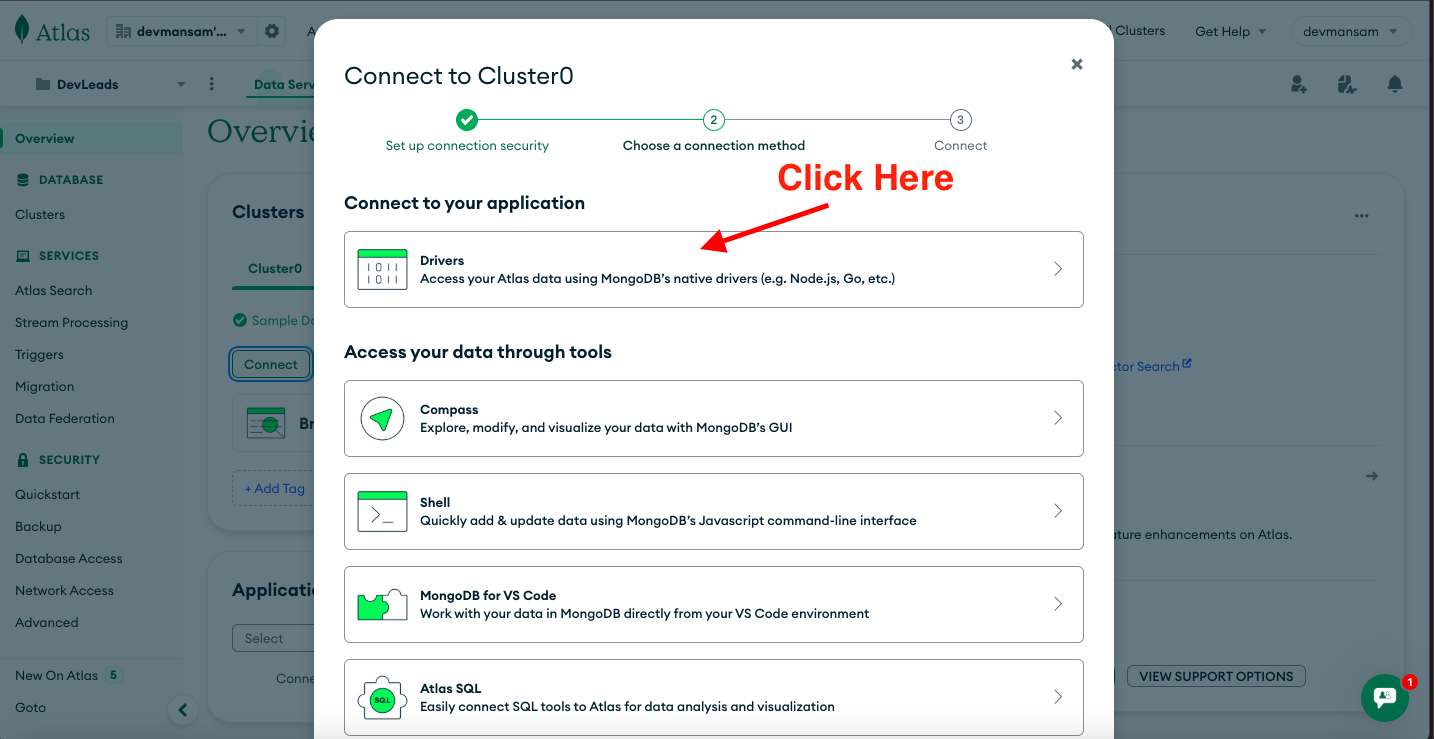 Atlas
devmansam'...
A
Clusters
Get Help
devmansam
DevLeads
Data Serv
Overview
DATABASE
Clusters
SERVICES
Atlas Search
Stream Processing
Triggers
Migration
Data Federation
SECURITY
Quickstart
Backup
Database Access
Network Access
Advanced
New On Atlas 5
Goto
Overvie
Clusters
Cluster0
Sample Da
Connect
Br
+ Add Tag
Applicatio
Select
Conne
Connect to Cluster0
2
3
Set up connection security
Choose a connection method
Connect
Click Here
Connect to your application
1011
1011
Drivers
Access your Atlas data using MongoDB's native drivers (e.g. Node.js, Go, etc.)
Access your data through tools
Compass
Explore, modify, and visualize your data with MongoDB's GUI
Shell
Quickly add & update data using MongoDB's Javascript command-line interface
MongoDB for VS Code
Work with your data in MongoDB directly from your VS Code environment
SQL
Atlas SQL
Easily connect SQL tools to Atlas for data analysis and visualization
ctor Search
ature enhancements on Atlas.
VIEW SUPPORT OPTIONS
1